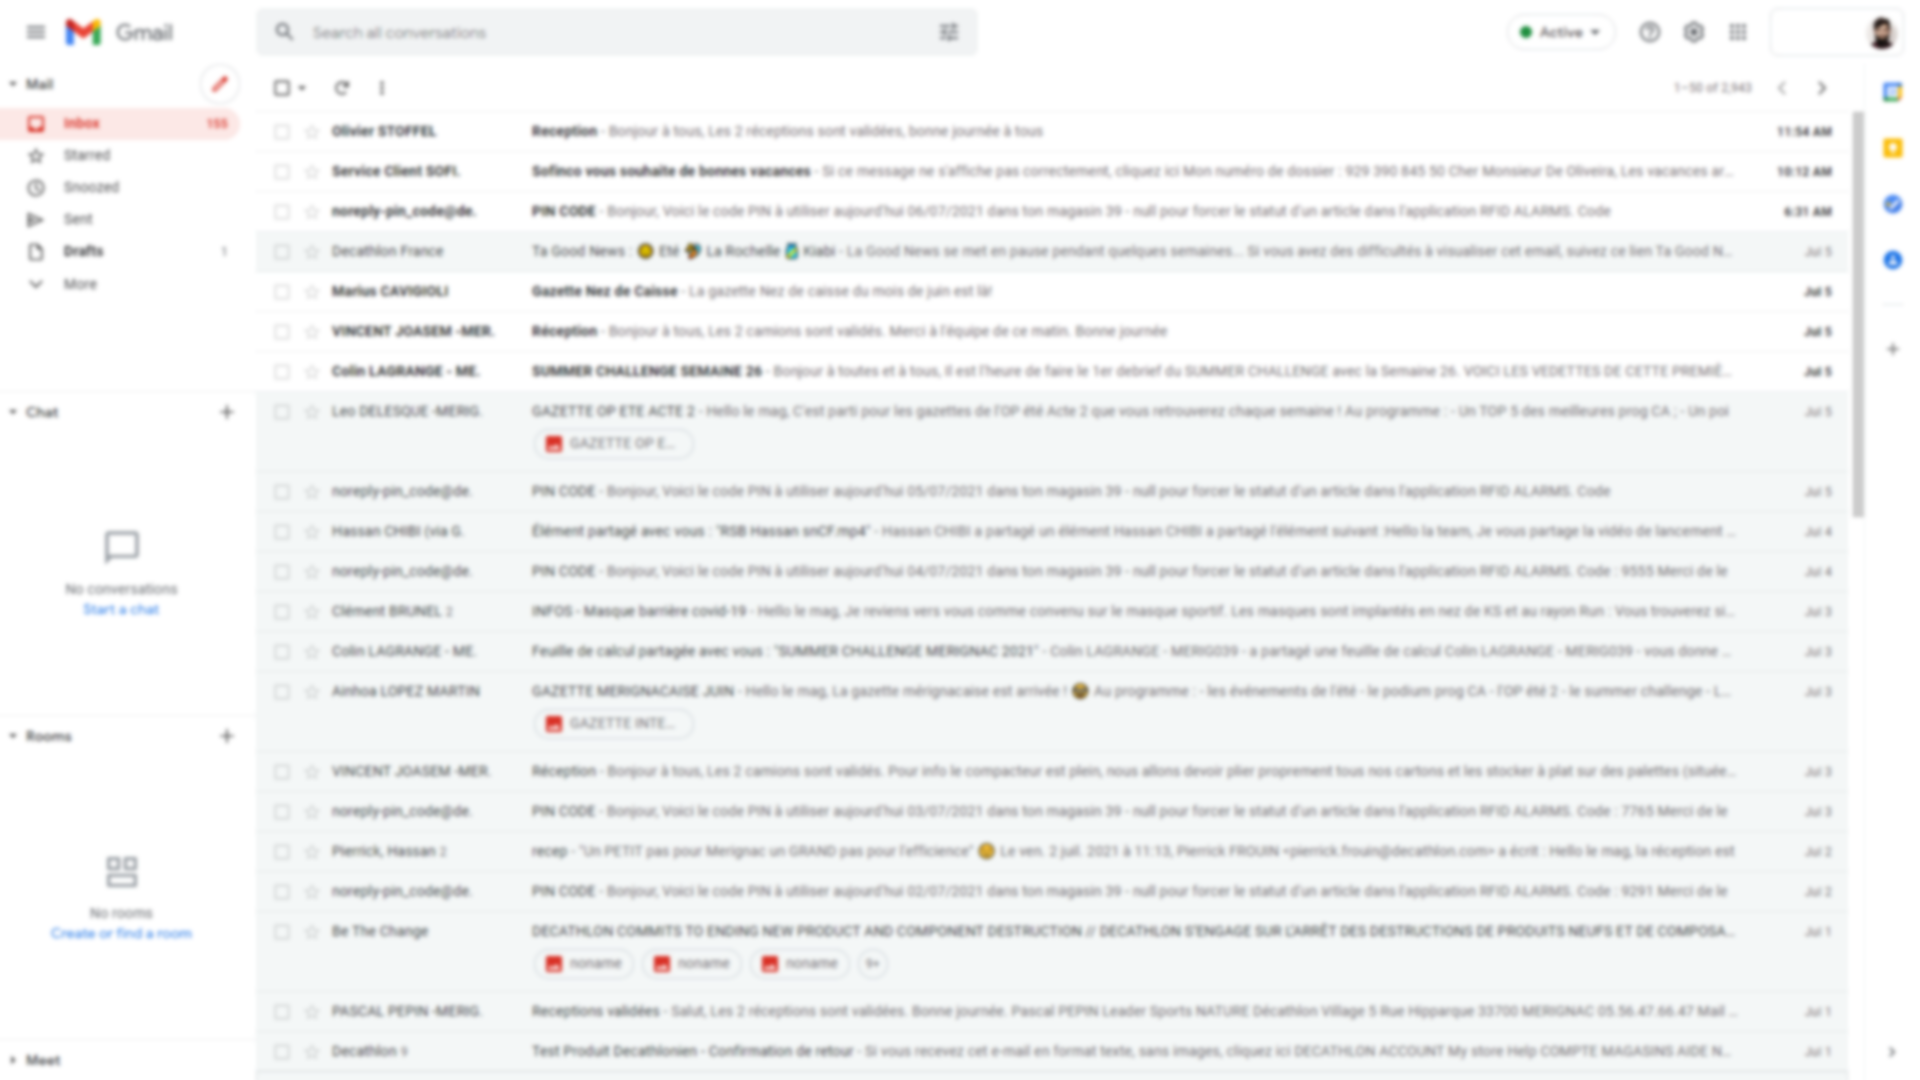 Gmail
Search all conversations
Active
Mail
1–50 of 2,943
Inbox 155
Starred
Snoozed
Sent
Drafts 1
More
Olivier STOFFEL Reception - Bonjour à tous, Les 2 réceptions sont validées, bonne journée à tous 11:54 AM
Service Client SOFI. Sofinco vous souhaite de bonnes vacances - Si ce message ne s'affiche pas correctement, cliquez ici Mon numéro de dossier : 929 390 845 50 Cher Monsieur De Oliveira, Les vacances ar… 10:12 AM
noreply-pin_code@de. PIN CODE - Bonjour, Voici le code PIN à utiliser aujourd'hui 06/07/2021 dans ton magasin 39 - null pour forcer le statut d'un article dans l'application RFID ALARMS. Code 6:31 AM
Decathlon France Ta Good News : Eté La Rochelle Kiabi - La Good News se met en pause pendant quelques semaines... Si vous avez des difficultés à visualiser cet email, suivez ce lien Ta Good N… Jul 5
Marius CAVIGIOLI Gazette Nez de Caisse - La gazette Nez de caisse du mois de juin est là! Jul 5
VINCENT JOASEM -MER. Réception - Bonjour à tous, Les 2 camions sont validés. Merci à l'équipe de ce matin. Bonne journée Jul 5
Colin LAGRANGE - ME. SUMMER CHALLENGE SEMAINE 26 - Bonjour à toutes et à tous, Il est l'heure de faire le 1er debrief du SUMMER CHALLENGE avec la Semaine 26. VOICI LES VEDETTES DE CETTE PREMIÈ… Jul 5
Leo DELESQUE -MERIG. GAZETTE OP ETE ACTE 2 - Hello le mag, C'est parti pour les gazettes de l'OP été Acte 2 que vous retrouverez chaque semaine ! Au programme : - Un TOP 5 des meilleures prog CA ; - Un poi Jul 5
GAZETTE OP E…
noreply-pin_code@de. PIN CODE - Bonjour, Voici le code PIN à utiliser aujourd'hui 05/07/2021 dans ton magasin 39 - null pour forcer le statut d'un article dans l'application RFID ALARMS. Code Jul 5
Hassan CHIBI (via G. Élément partagé avec vous : "RSB Hassan snCF.mp4" - Hassan CHIBI a partagé un élément Hassan CHIBI a partagé l'élément suivant :Hello la team, Je vous partage la vidéo de lancement … Jul 4
noreply-pin_code@de. PIN CODE - Bonjour, Voici le code PIN à utiliser aujourd'hui 04/07/2021 dans ton magasin 39 - null pour forcer le statut d'un article dans l'application RFID ALARMS. Code : 9555 Merci de le Jul 4
Clément BRUNEL 2 INFOS - Masque barrière covid-19 - Hello le mag, Je reviens vers vous comme convenu sur le masque sportif. Les masques sont implantés en nez de KS et au rayon Run : Vous trouverez si… Jul 3
Colin LAGRANGE - ME. Feuille de calcul partagée avec vous : "SUMMER CHALLENGE MERIGNAC 2021" - Colin LAGRANGE - MERIG039 - a partagé une feuille de calcul Colin LAGRANGE - MERIG039 - vous donne … Jul 3
Ainhoa LOPEZ MARTIN GAZETTE MERIGNACAISE JUIN - Hello le mag, La gazette mérignacaise est arrivée ! Au programme : - les événements de l'été - le podium prog CA - l'OP été 2 - le summer challenge - L… Jul 3
GAZETTE INTE…
VINCENT JOASEM -MER. Réception - Bonjour à tous, Les 2 camions sont validés. Pour info le compacteur est plein, nous allons devoir plier proprement tous nos cartons et les stocker à plat sur des palettes (située… Jul 3
noreply-pin_code@de. PIN CODE - Bonjour, Voici le code PIN à utiliser aujourd'hui 03/07/2021 dans ton magasin 39 - null pour forcer le statut d'un article dans l'application RFID ALARMS. Code : 7765 Merci de le Jul 3
Pierrick, Hassan 2 recep - "Un PETIT pas pour Merignac un GRAND pas pour l'efficience" Le ven. 2 juil. 2021 à 11:13, Pierrick FROUIN <pierrick.frouin@decathlon.com> a écrit : Hello le mag, la réception est Jul 2
noreply-pin_code@de. PIN CODE - Bonjour, Voici le code PIN à utiliser aujourd'hui 02/07/2021 dans ton magasin 39 - null pour forcer le statut d'un article dans l'application RFID ALARMS. Code : 9291 Merci de le Jul 2
Be The Change DECATHLON COMMITS TO ENDING NEW PRODUCT AND COMPONENT DESTRUCTION // DECATHLON S'ENGAGE SUR L'ARRÊT DES DESTRUCTIONS DE PRODUITS NEUFS ET DE COMPOSA… Jul 1
noname noname noname 9+
PASCAL PEPIN -MERIG. Receptions validées - Salut, Les 2 réceptions sont validées. Bonne journée. Pascal PEPIN Leader Sports NATURE Décathlon Village 5 Rue Hipparque 33700 MERIGNAC 05.56.47.66.47 Mail … Jul 1
Decathlon 9 Test Produit Decathlonien - Confirmation de retour - Si vous recevez cet e-mail en format texte, sans images, cliquez ici DECATHLON ACCOUNT My store Help COMPTE MAGASINS AIDE N… Jul 1
Chat
No conversations
Start a chat
Rooms
No rooms
Create or find a room
Meet